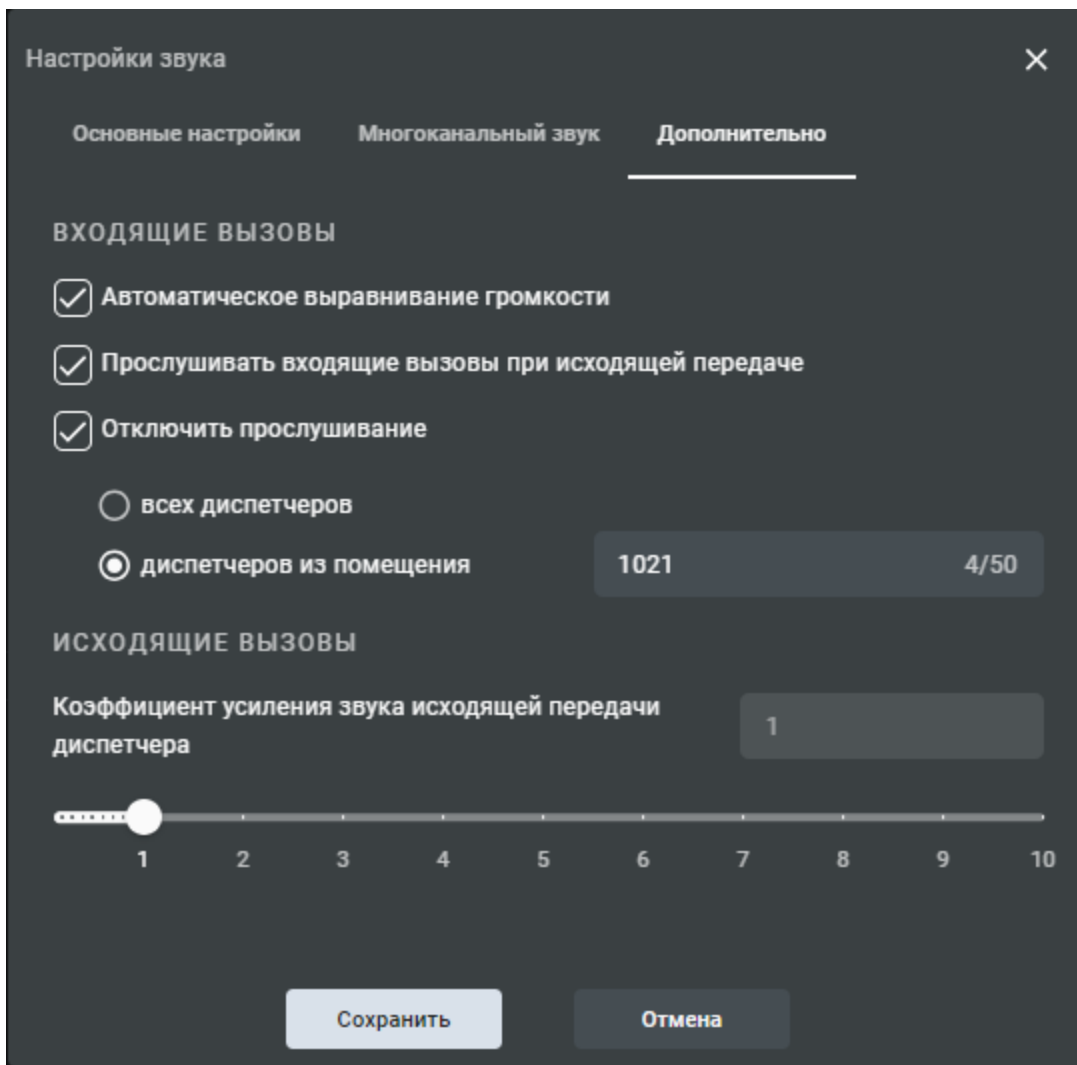 Настройки звука
Основные настройки Многоканальный звук Дополнительно
ВХОДЯЩИЕ ВЫЗОВЫ
Автоматическое выравнивание громкости
Прослушивать входящие вызовы при исходящей передаче
Отключить прослушивание
всех диспетчеров
диспетчеров из помещения 1021 4/50
ИСХОДЯЩИЕ ВЫЗОВЫ
Коэффициент усиления звука исходящей передачи
диспетчера
1
1 2 3 4 5 6 7 8 9 10
Сохранить Отмена